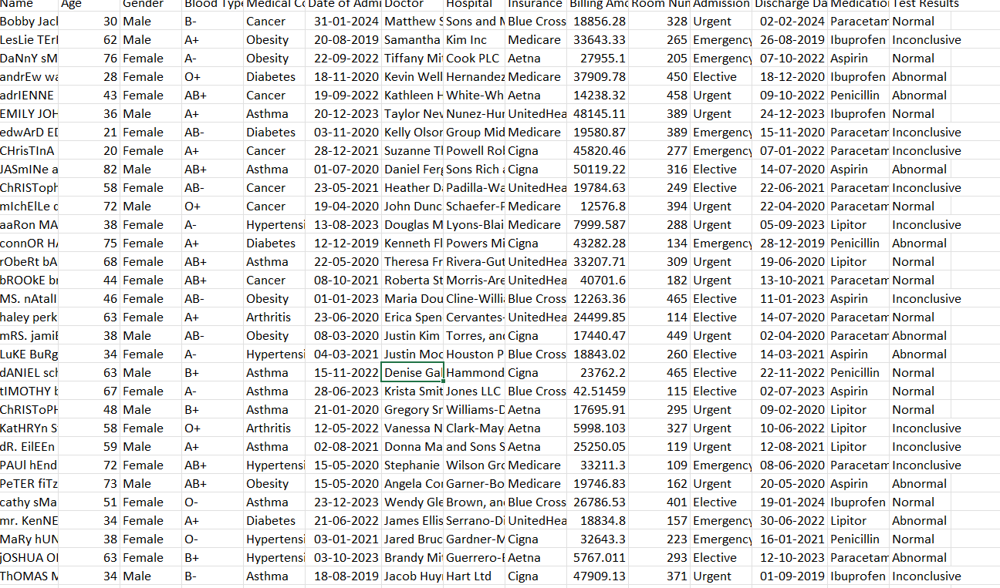 Name Age Gender Blood Type Medical Co Date of Admi Doctor Hospital Insurance Billing Amo Room Num Admission Discharge Da Medication Test Results
Bobby Jack 30 Male B- Cancer 31-01-2024 Matthew S Sons and M Blue Cross 18856.28 328 Urgent 02-02-2024 Paracetam Normal
LesLie TErI 62 Male A+ Obesity 20-08-2019 Samantha Kim Inc Medicare 33643.33 265 Emergency 26-08-2019 Ibuprofen Inconclusive
DaNnY sM 76 Female A- Obesity 22-09-2022 Tiffany Mit Cook PLC Aetna 27955.1 205 Emergency 07-10-2022 Aspirin Normal
andrEw wa 28 Female O+ Diabetes 18-11-2020 Kevin Well Hernandez Medicare 37909.78 450 Elective 18-12-2020 Ibuprofen Abnormal
adrIENNE 43 Female AB+ Cancer 19-09-2022 Kathleen H White-Wh Aetna 14238.32 458 Urgent 09-10-2022 Penicillin Abnormal
EMILY JOH 36 Male A+ Asthma 20-12-2023 Taylor New Nunez-Hum UnitedHea 48145.11 389 Urgent 24-12-2023 Ibuprofen Normal
edwArD ED 21 Female AB- Diabetes 03-11-2020 Kelly Olson Group Mid Medicare 19580.87 389 Emergency 15-11-2020 Paracetam Inconclusive
CHrisTInA 20 Female A+ Cancer 28-12-2021 Suzanne Th Powell Rol Cigna 45820.46 277 Emergency 07-01-2022 Paracetam Inconclusive
JASmINe a 82 Male AB+ Asthma 01-07-2020 Daniel Ferg Sons Rich a Cigna 50119.22 316 Elective 14-07-2020 Aspirin Abnormal
ChRISToph 58 Female AB- Cancer 23-05-2021 Heather Da Padilla-Wa UnitedHea 19784.63 249 Elective 22-06-2021 Paracetam Inconclusive
mIchElLe d 72 Male O+ Cancer 19-04-2020 John Dunc Schaefer-P Medicare 12576.8 394 Urgent 22-04-2020 Paracetam Normal
aaRon MA 38 Female A- Hypertensi 13-08-2023 Douglas M Lyons-Blai Medicare 7999.587 288 Urgent 05-09-2023 Lipitor Inconclusive
connOR HA 75 Female A+ Diabetes 12-12-2019 Kenneth Fl Powers Mi Cigna 43282.28 134 Emergency 28-12-2019 Penicillin Abnormal
rObeRt bA 68 Female AB+ Asthma 22-05-2020 Theresa Fr Rivera-Gut UnitedHea 33207.71 309 Urgent 19-06-2020 Lipitor Normal
bROOkE br 44 Female AB+ Cancer 08-10-2021 Roberta St Morris-Are UnitedHea 40701.6 182 Urgent 13-10-2021 Paracetam Normal
MS. nAtalI 46 Female AB- Obesity 01-01-2023 Maria Dou Cline-Willi Blue Cross 12263.36 465 Elective 11-01-2023 Aspirin Inconclusive
haley perk 63 Female A+ Arthritis 23-06-2020 Erica Spen Cervantes- UnitedHea 24499.85 114 Elective 14-07-2020 Paracetam Normal
mRS. jamiE 38 Male AB- Obesity 08-03-2020 Justin Kim Torres, and Cigna 17440.47 449 Urgent 02-04-2020 Paracetam Abnormal
LuKE BuRg 34 Female A- Hypertensi 04-03-2021 Justin Moo Houston P Blue Cross 18843.02 260 Elective 14-03-2021 Aspirin Abnormal
dANIEL sch 63 Male B+ Asthma 15-11-2022 Denise Gal Hammond Cigna 23762.2 465 Elective 22-11-2022 Penicillin Normal
tIMOTHY b 67 Female A- Asthma 28-06-2023 Krista Smit Jones LLC Blue Cross 42.51459 115 Elective 02-07-2023 Aspirin Normal
ChRISToPH 48 Male B+ Asthma 21-01-2020 Gregory Sm Williams-D Aetna 17695.91 295 Urgent 09-02-2020 Lipitor Normal
KatHRYn S 58 Female O+ Arthritis 12-05-2022 Vanessa N Clark-May Aetna 5998.103 327 Urgent 10-06-2022 Lipitor Inconclusive
dR. EilEEn 59 Male A+ Asthma 02-08-2021 Donna Ma and Sons S Aetna 25250.05 119 Urgent 12-08-2021 Lipitor Inconclusive
PAUl hEnd 72 Female AB+ Hypertensi 15-05-2020 Stephanie Wilson Gro Medicare 33211.3 109 Emergency 08-06-2020 Paracetam Inconclusive
PeTER fiTz 73 Male AB+ Obesity 15-05-2020 Angela Con Garner-Bo Medicare 19746.83 162 Urgent 20-05-2020 Aspirin Abnormal
cathy sMa 51 Female O- Asthma 23-12-2023 Wendy Gle Brown, and Blue Cross 26786.53 401 Elective 19-01-2024 Ibuprofen Normal
mr. KenNE 34 Female A+ Diabetes 21-06-2022 James Ellis Serrano-Di UnitedHea 18834.8 157 Emergency 30-06-2022 Lipitor Abnormal
MaRy hUN 38 Female O- Hypertensi 03-01-2021 Jared Bruc Gardner-M Cigna 32643.3 223 Emergency 16-01-2021 Penicillin Normal
jOSHUA Ol 63 Female B+ Hypertensi 03-10-2023 Brandy Mit Guerrero-B Aetna 5767.011 293 Elective 12-10-2023 Paracetam Abnormal
ThOMAS M 34 Male B- Asthma 18-08-2019 Jacob Huy Hart Ltd Cigna 47909.13 371 Urgent 01-09-2019 Ibuprofen Inconclusive